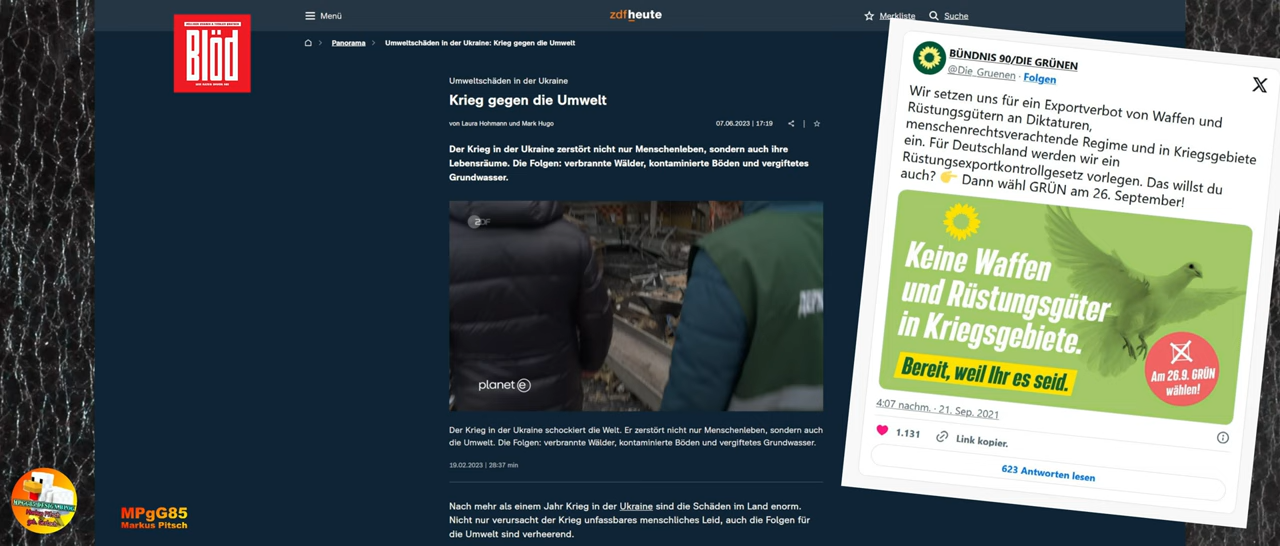 Blöd
Menü
zdfheute
Merkliste
Suche
Panorama
Umweltschäden in der Ukraine: Krieg gegen die Umwelt
Umweltschäden in der Ukraine
Krieg gegen die Umwelt
von Laura Hohmann und Mark Hugo
07.06.2023 | 17:19
Der Krieg in der Ukraine zerstört nicht nur Menschenleben, sondern auch ihre
Lebensräume. Die Folgen: verbrannte Wälder, kontaminierte Böden und vergiftetes
Grundwasser.
ZDF
planet e
Der Krieg in der Ukraine schockiert die Welt. Er zerstört nicht nur Menschenleben, sondern auch
die Umwelt. Die Folgen: verbrannte Wälder, kontaminierte Böden und vergiftetes Grundwasser.
19.02.2023 | 28:37 min
Nach mehr als einem Jahr Krieg in der Ukraine sind die Schäden im Land enorm.
Nicht nur verursacht der Krieg unfassbares menschliches Leid, auch die Folgen für
die Umwelt sind verheerend.
BÜNDNIS 90/DIE GRÜNEN
@Die_Gruenen · Folgen
Wir setzen uns für ein Exportverbot von Waffen und
Rüstungsgütern an Diktaturen,
menschenrechtsverachtende Regime und in Kriegsgebiete
ein. Für Deutschland werden wir ein
Rüstungsexportkontrollgesetz vorlegen. Das willst du
auch? 👉 Dann wähl GRÜN am 26. September!
Keine Waffen
und Rüstungsgüter
in Kriegsgebiete.
Bereit, weil Ihr es seid.
Am 26.9. GRÜN
wählen!
4:07 nachm. · 21. Sep. 2021
1.131
Link kopier.
623 Antworten lesen
MPgG85
Markus Pitsch